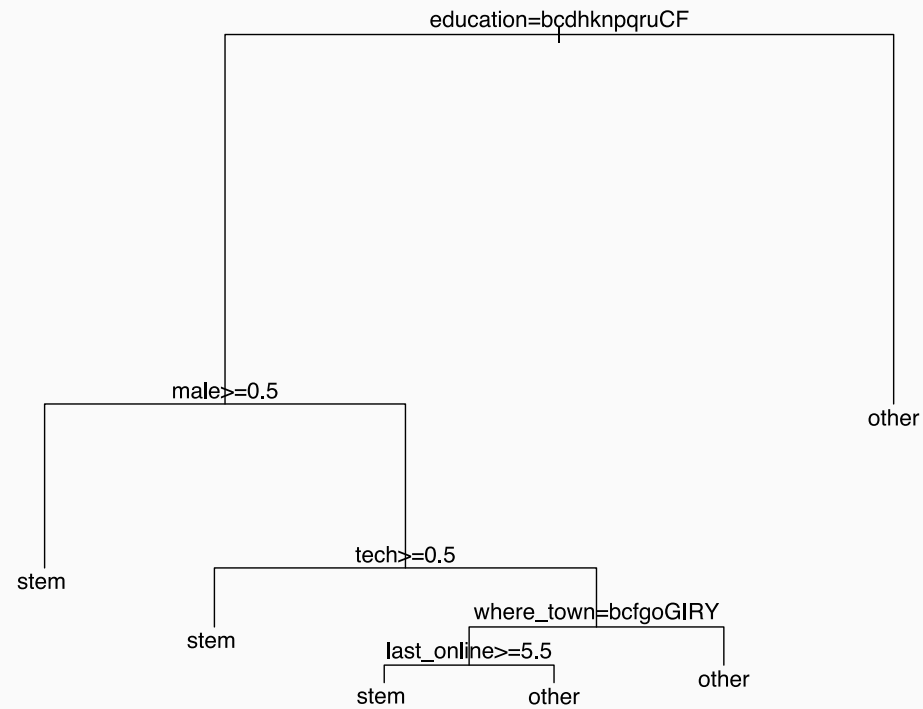 education=bcdhknpqruCF
male>=0.5
other
tech>=0.5
stem
where_town=bcfgoGIRY
stem
last_online>=5.5
other
stem
other